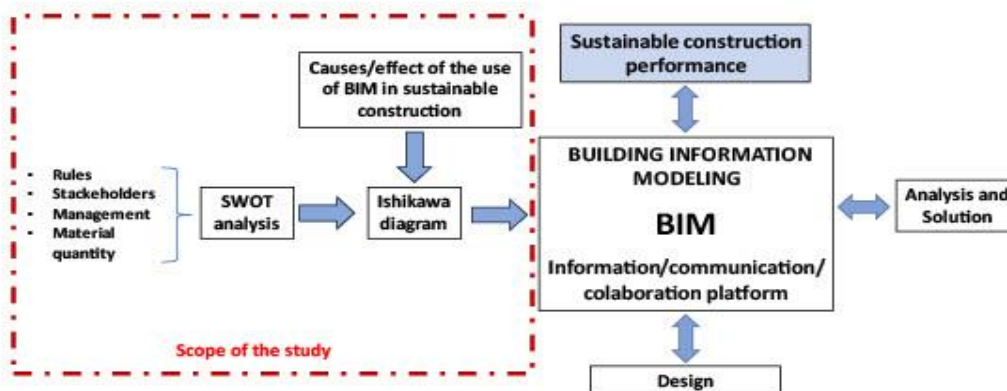 Sustainable construction
performance
Causes/effect of the use
of BIM in sustainable
construction
- Rules
- Stackeholders
- Management
- Material
quantity
SWOT
analysis
Ishikawa
diagram
BUILDING INFORMATION
MODELING
BIM
Information/communication/
colaboration platform
Analysis and
Solution
Scope of the study
Design